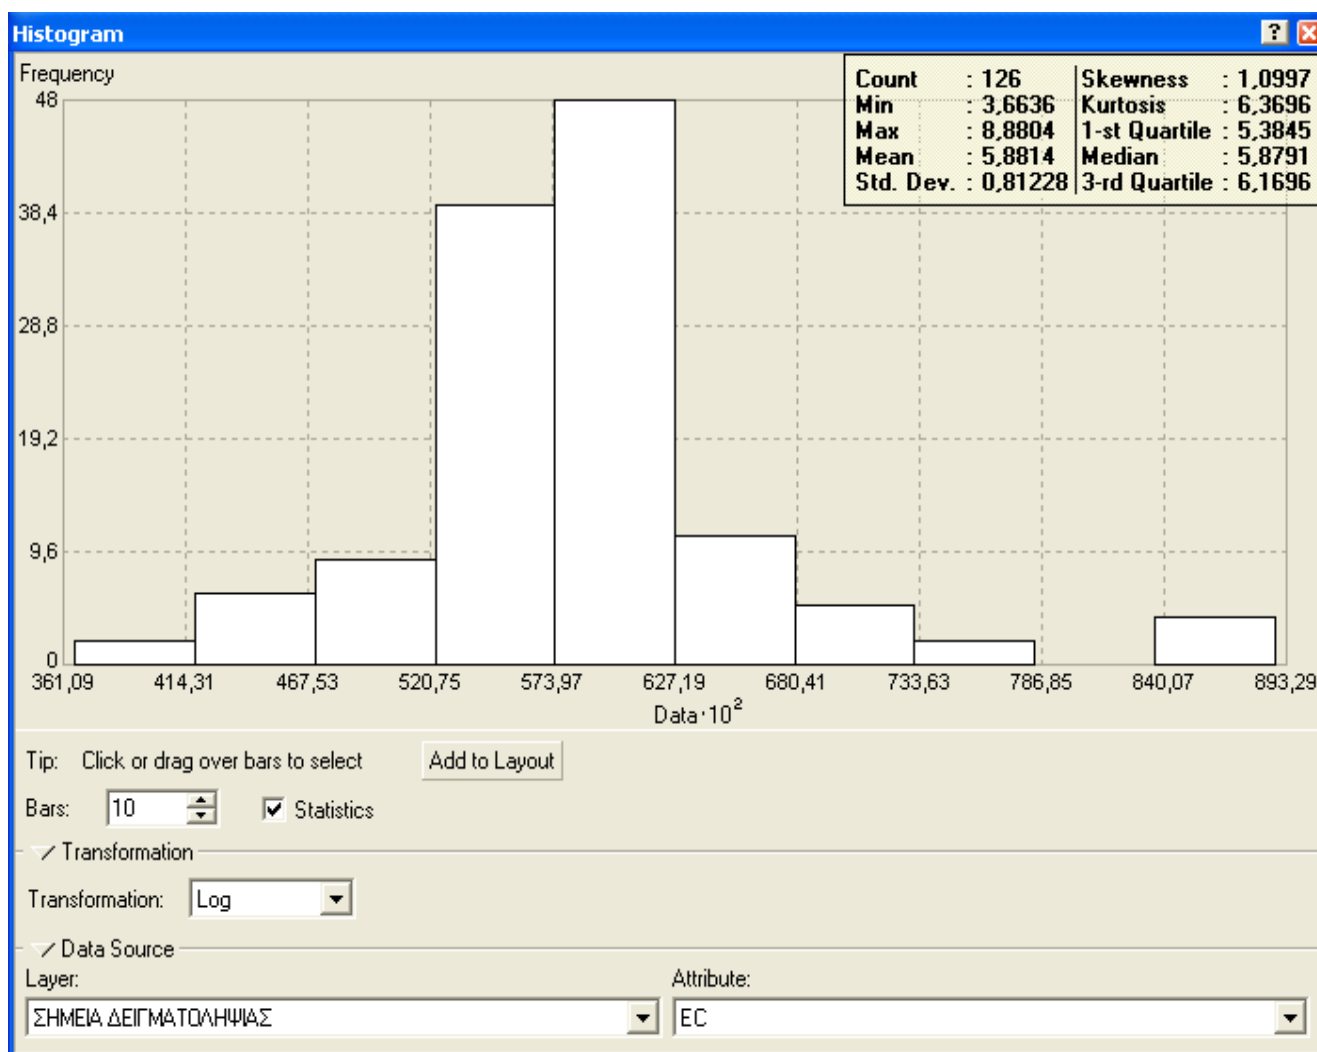 Histogram
Frequency
Count : 126 Skewness : 1,0997
Min : 3,6636 Kurtosis : 6,3696
Max : 8,8804 1-st Quartile : 5,3845
Mean : 5,8814 Median : 5,8791
Std. Dev. : 0,81228 3-rd Quartile : 6,1696
48
38,4
28,8
19,2
9,6
0
361,09 414,31 467,53 520,75 573,97 627,19 680,41 733,63 786,85 840,07 893,29
Data·10²
Tip: Click or drag over bars to select Add to Layout
Bars: 10 Statistics
Transformation
Transformation: Log
Data Source
Layer: Attribute:
ΣΗΜΕΙΑ ΔΕΙΓΜΑΤΟΛΗΨΙΑΣ EC